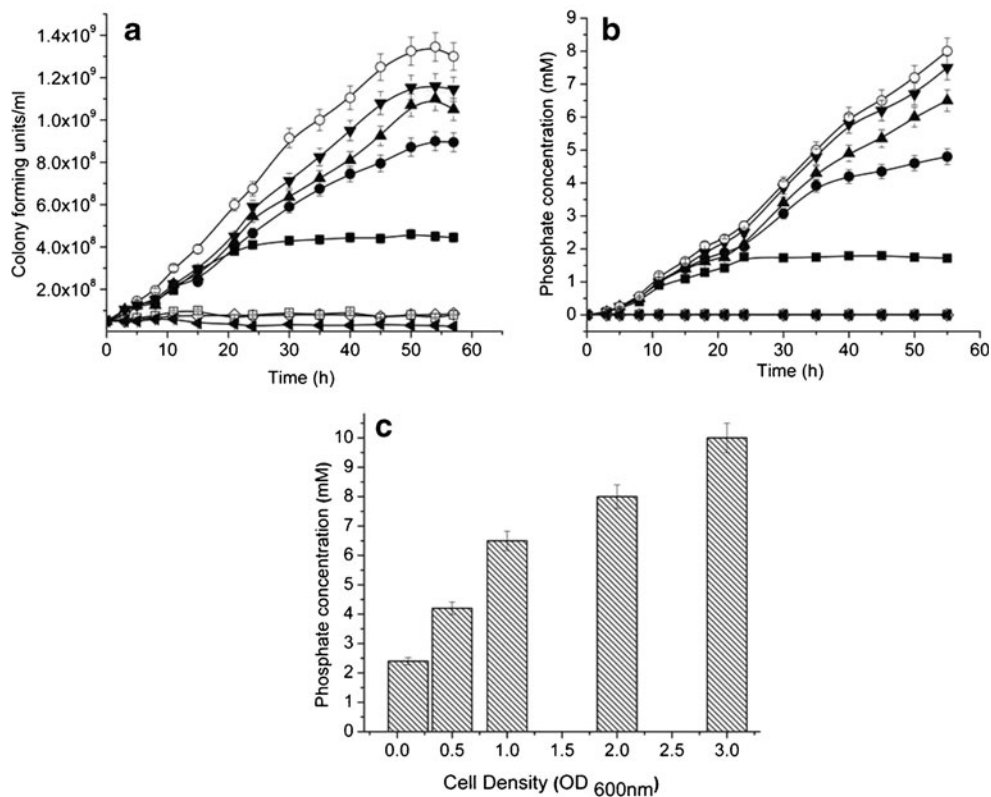 a
1.4x10⁹
1.2x10⁹
1.0x10⁹
8.0x10⁸
6.0x10⁸
4.0x10⁸
2.0x10⁸
Colony forming units/ml
0 10 20 30 40 50 60
Time (h)
b
9
8
7
6
5
4
3
2
1
0
Phosphate concentration (mM)
0 10 20 30 40 50 60
Time (h)
c
10
9
8
7
6
5
4
3
2
1
0
Phosphate concentration (mM)
0.0 0.5 1.0 1.5 2.0 2.5 3.0
Cell Density (OD 600nm)